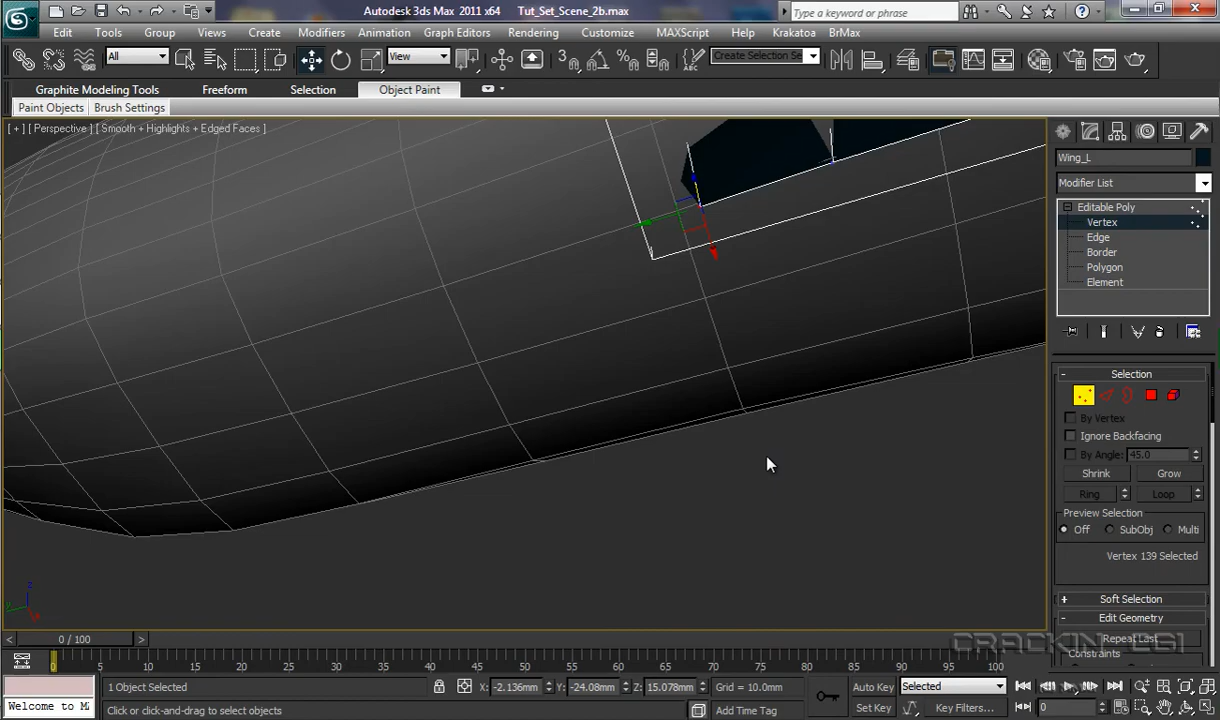 Autodesk 3ds Max 2011 x64 Tut_Set_Scene_2b.max
Type a keyword or phrase
Edit Tools Group Views Create Modifiers Animation Graph Editors Rendering Customize MAXScript Help Krakatoa BrMax
All View Create Selection Se
Graphite Modeling Tools Freeform Selection Object Paint
Paint Objects Brush Settings
[ + ] [ Perspective ] [ Smooth + Highlights + Edged Faces ]
Wing_L
Modifier List
Editable Poly
Vertex
Edge
Border
Polygon
Element
Selection
By Vertex
Ignore Backfacing
By Angle: 45.0
Shrink Grow
Ring Loop
Preview Selection
Off SubObj Multi
Vertex 139 Selected
Soft Selection
Edit Geometry
Repeat Last
Constraints
CRACKIN' CGI
z
y
0 / 100
0 5 10 15 20 25 30 35 40 45 50 55 60 65 70 75 80 85 90 95 100
1 Object Selected X: -2.136mm Y: -24.08mm Z: 15.078mm Grid = 10.0mm Auto Key Selected
Welcome to MA Click or click-and-drag to select objects Add Time Tag Set Key Key Filters... 0